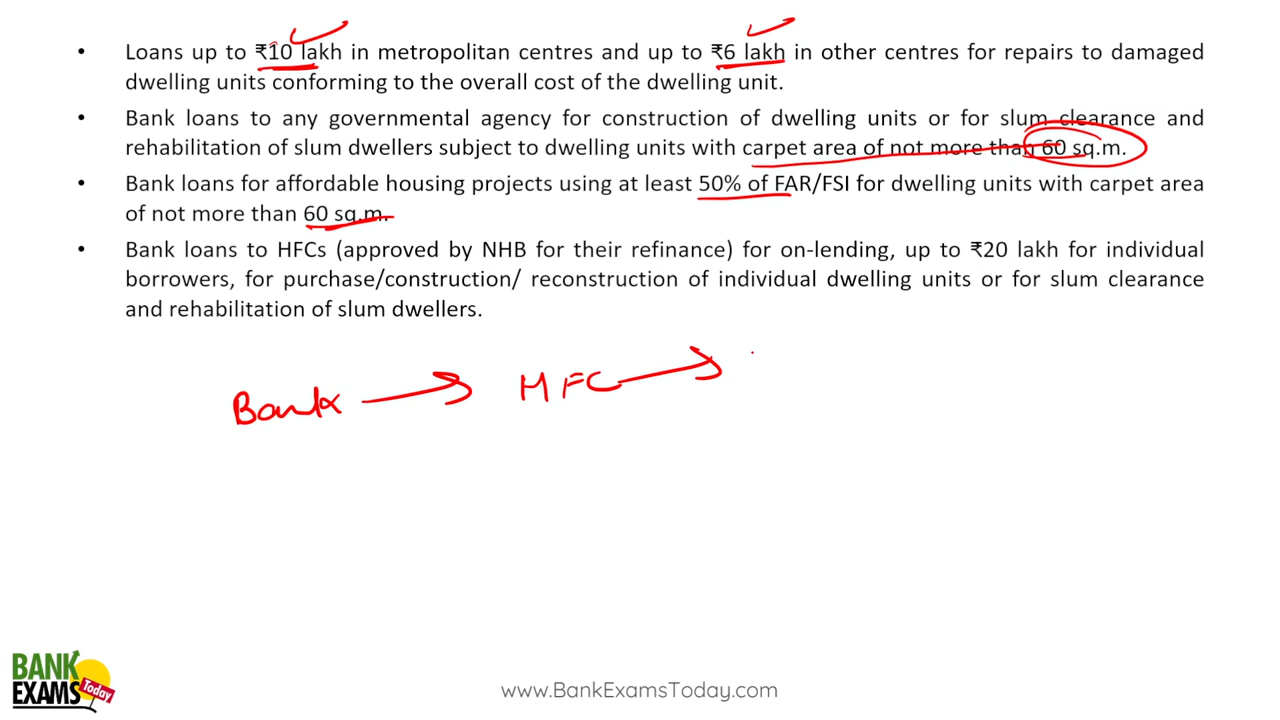 • Loans up to ₹10 lakh in metropolitan centres and up to ₹6 lakh in other centres for repairs to damaged
dwelling units conforming to the overall cost of the dwelling unit.
• Bank loans to any governmental agency for construction of dwelling units or for slum clearance and
rehabilitation of slum dwellers subject to dwelling units with carpet area of not more than 60 sq.m.
• Bank loans for affordable housing projects using at least 50% of FAR/FSI for dwelling units with carpet area
of not more than 60 sq.m.
• Bank loans to HFCs (approved by NHB for their refinance) for on-lending, up to ₹20 lakh for individual
borrowers, for purchase/construction/ reconstruction of individual dwelling units or for slum clearance
and rehabilitation of slum dwellers.
Bank → HFC →
BANK
EXAMS Today
www.BankExamsToday.com